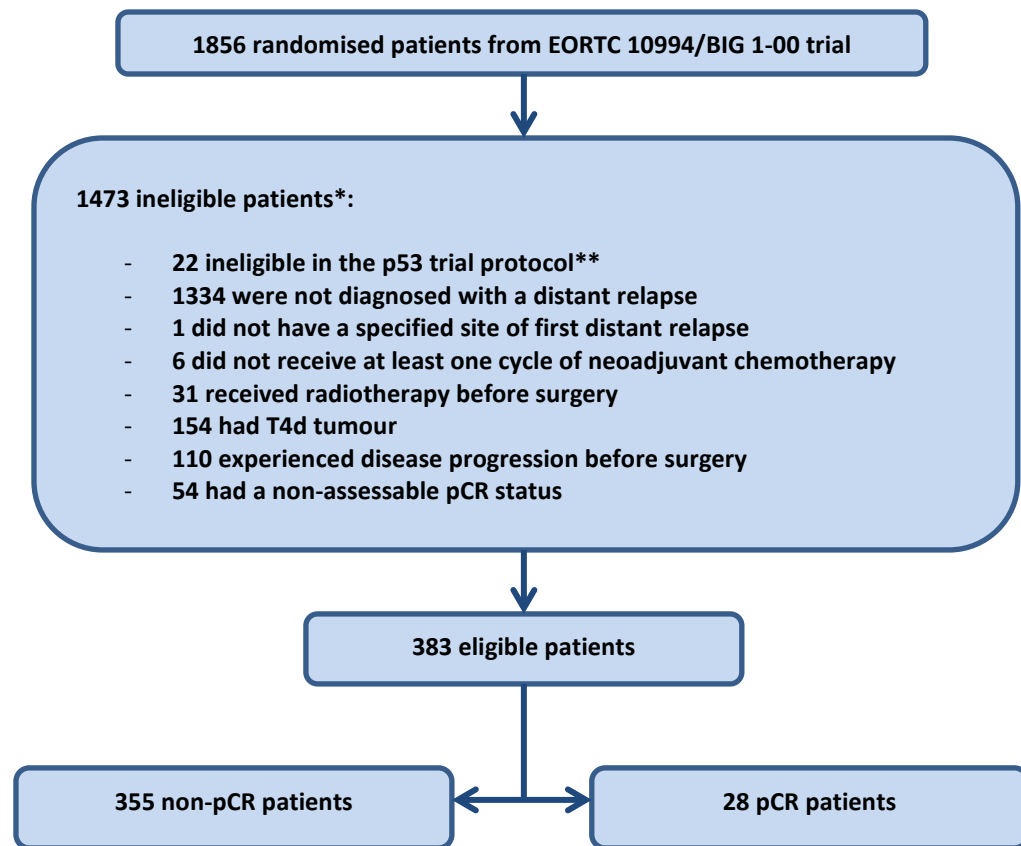 1856 randomised patients from EORTC 10994/BIG 1-00 trial
1473 ineligible patients*:
- 22 ineligible in the p53 trial protocol**
- 1334 were not diagnosed with a distant relapse
- 1 did not have a specified site of first distant relapse
- 6 did not receive at least one cycle of neoadjuvant chemotherapy
- 31 received radiotherapy before surgery
- 154 had T4d tumour
- 110 experienced disease progression before surgery
- 54 had a non-assessable pCR status
383 eligible patients
355 non-pCR patients
28 pCR patients